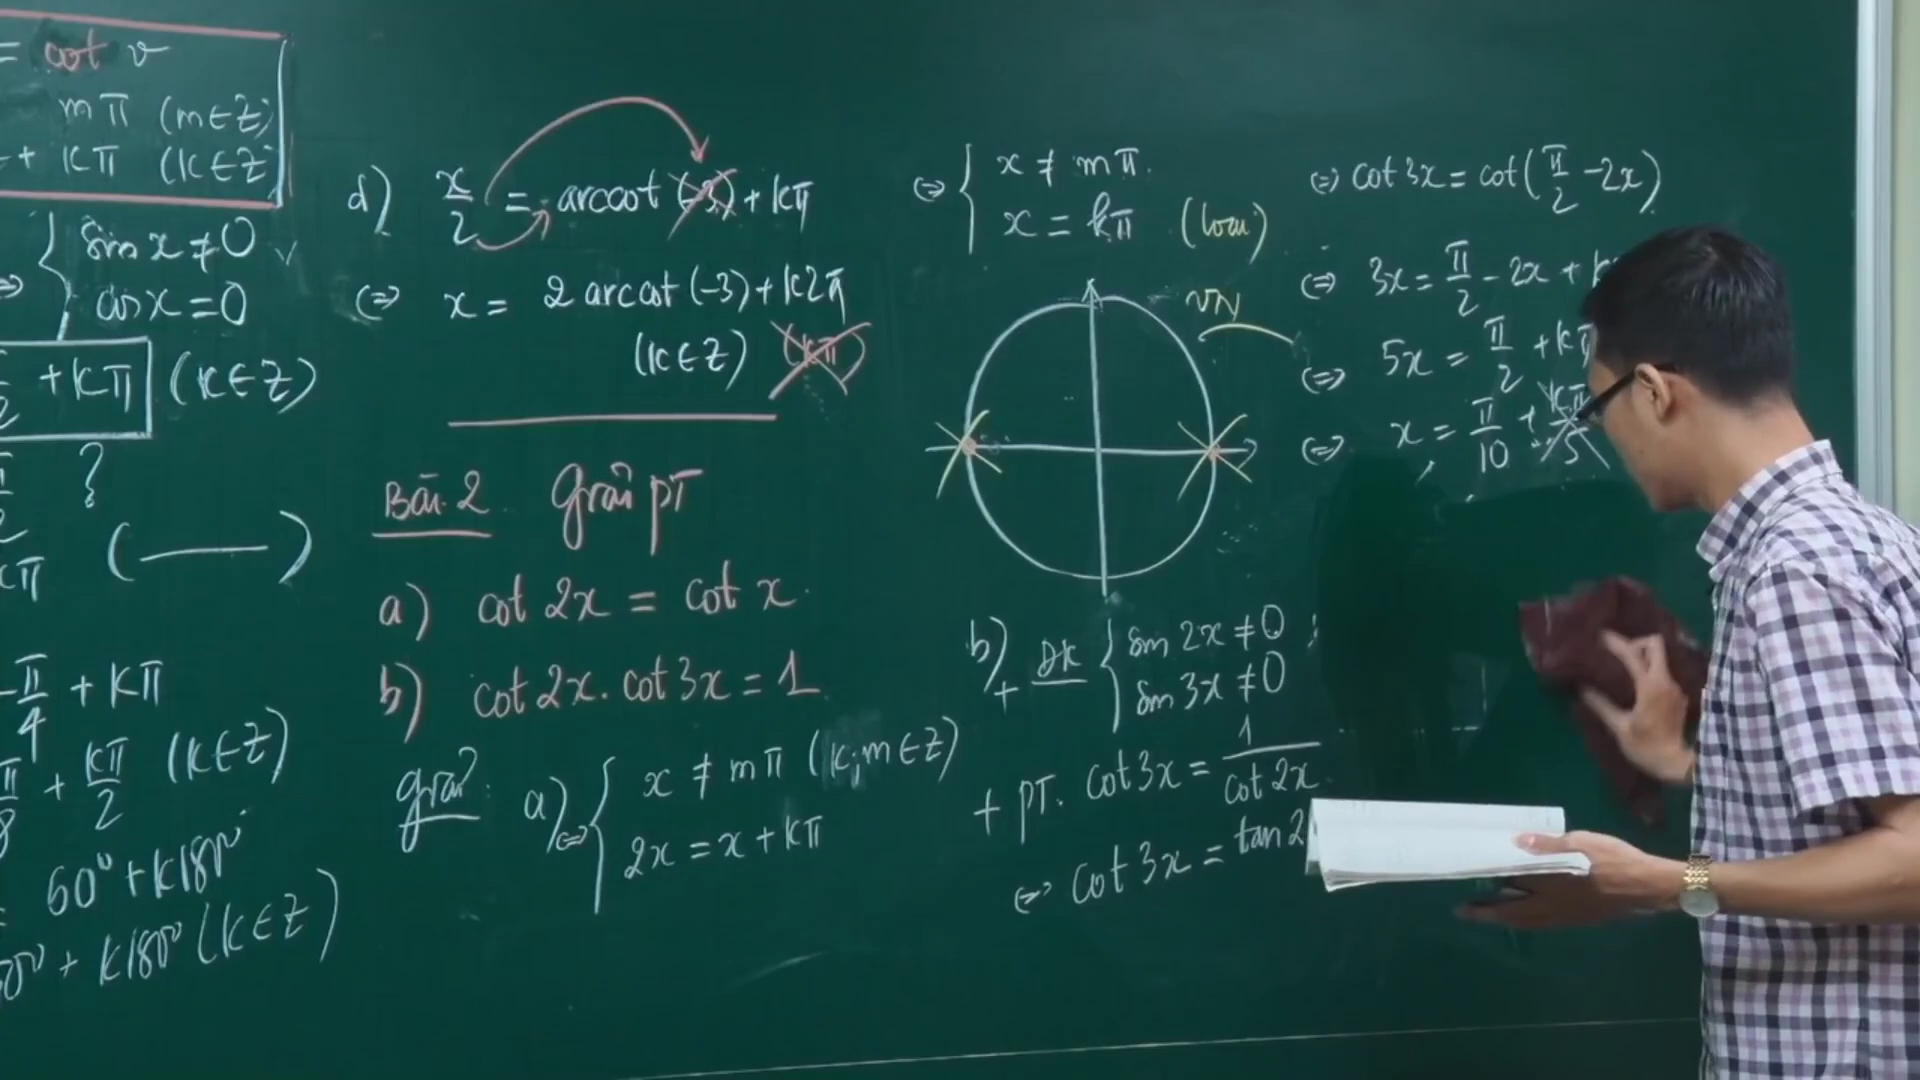 = cot v
mπ (m∈Z)
+ kπ (k∈Z)
sin x ≠ 0
cos x = 0
+ kπ (k∈Z)
?
kπ (——)
-π/4 + kπ
π/8 + kπ/2 (k∈Z)
60° + k180°
+ k180° (k∈Z)
d) x/2 = arccot (-3) + kπ
⇔ x = 2 arccot (-3) + k2π
(k∈Z) (kπ)
Bài 2. Giải pT
a) cot 2x = cot x.
b) cot 2x. cot 3x = 1
giải: a) ⇔ { x ≠ mπ (k; m∈Z)
2x = x + kπ
⇔ { x ≠ mπ.
x = kπ (loại)
VN
b) + ĐK { sin 2x ≠ 0
sin 3x ≠ 0
+ PT. cot 3x = 1/cot 2x
⇔ cot 3x = tan 2
⇔ cot 3x = cot(π/2 - 2x)
⇔ 3x = π/2 - 2x + k
⇔ 5x = π/2 + kπ
⇔ x = π/10 + kπ/5